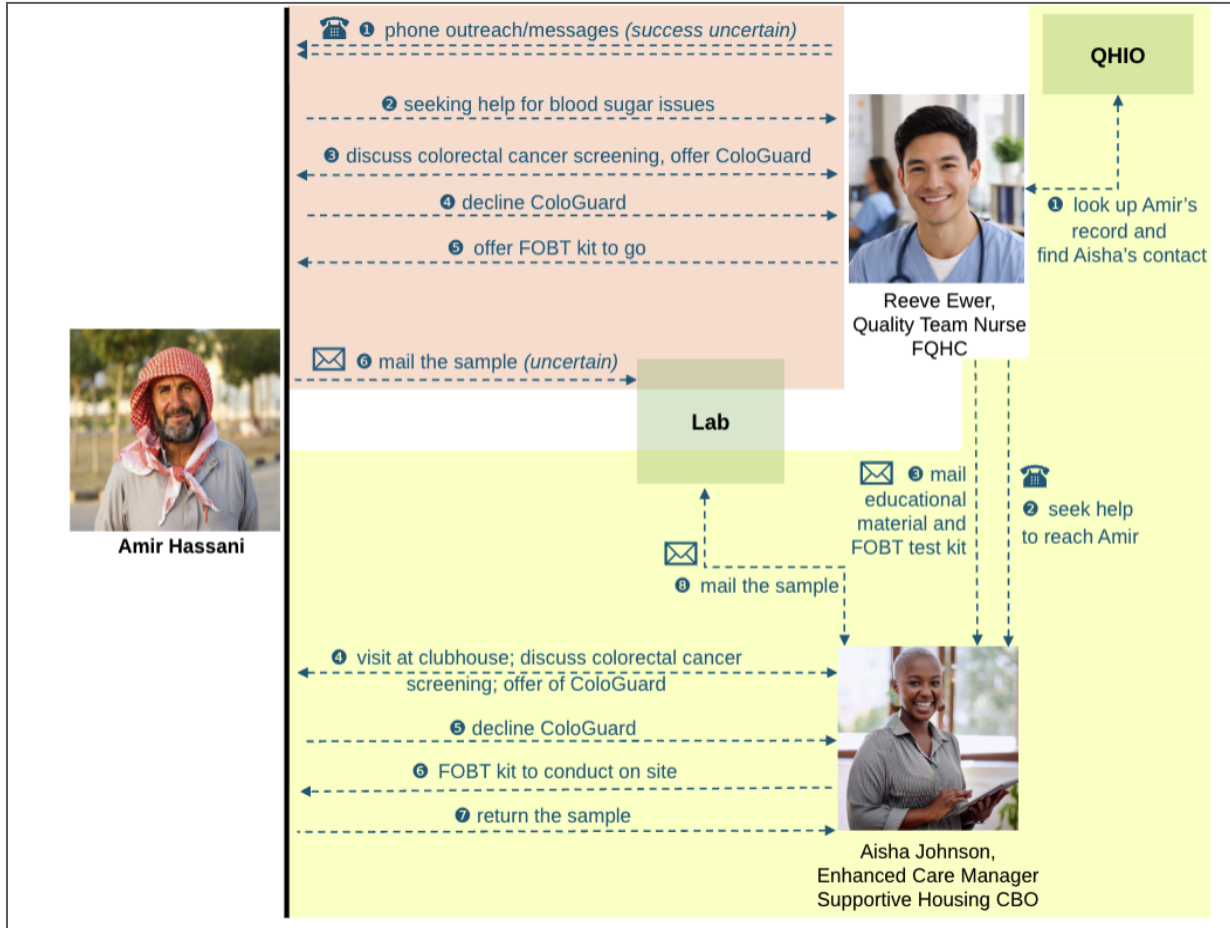 ❶ phone outreach/messages (success uncertain)
QHIO
❷ seeking help for blood sugar issues
❸ discuss colorectal cancer screening, offer ColoGuard
❹ decline ColoGuard
❺ offer FOBT kit to go
❶ look up Amir’s
record and
find Aisha’s contact
Reeve Ewer,
Quality Team Nurse
FQHC
❻ mail the sample (uncertain)
Lab
Amir Hassani
❸ mail
educational
material and
FOBT test kit
❷ seek help
to reach Amir
❽ mail the sample
❹ visit at clubhouse; discuss colorectal cancer
screening; offer of ColoGuard
❺ decline ColoGuard
❻ FOBT kit to conduct on site
❼ return the sample
Aisha Johnson,
Enhanced Care Manager
Supportive Housing CBO